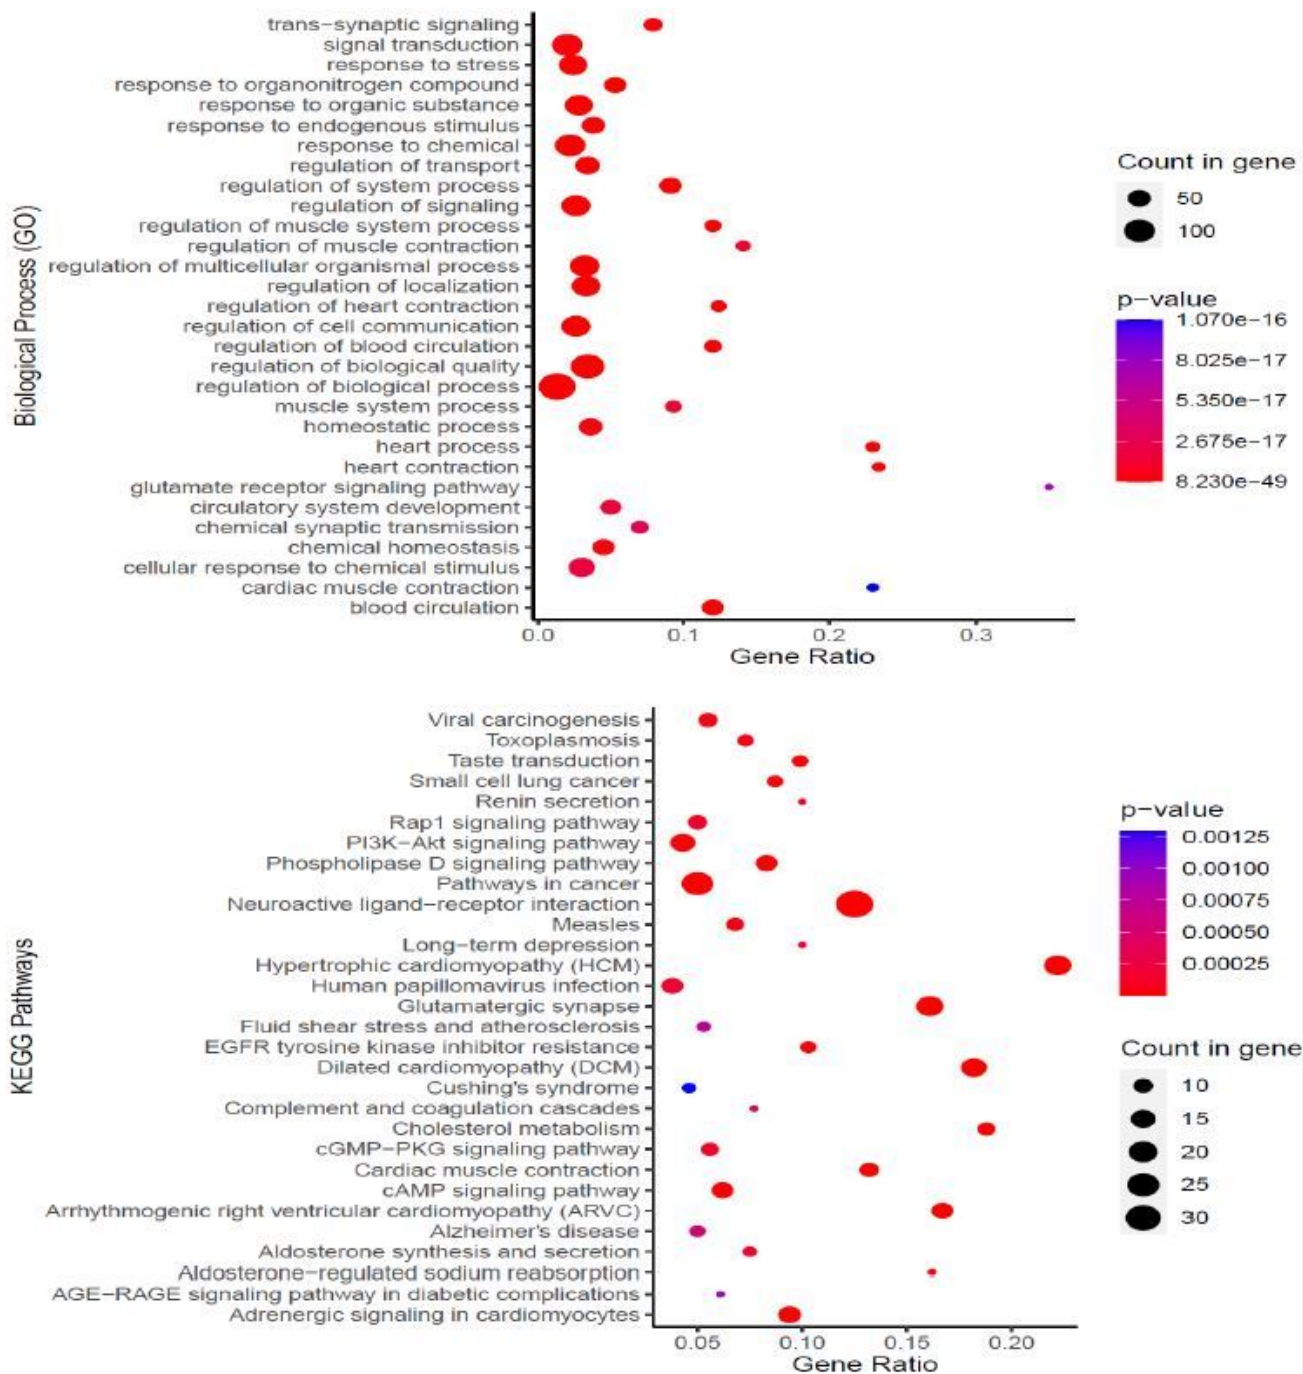 Biological Process (GO)
trans−synaptic signaling
signal transduction
response to stress
response to organonitrogen compound
response to organic substance
response to endogenous stimulus
response to chemical
regulation of transport
regulation of system process
regulation of signaling
regulation of muscle system process
regulation of muscle contraction
regulation of multicellular organismal process
regulation of localization
regulation of heart contraction
regulation of cell communication
regulation of blood circulation
regulation of biological quality
regulation of biological process
muscle system process
homeostatic process
heart process
heart contraction
glutamate receptor signaling pathway
circulatory system development
chemical synaptic transmission
chemical homeostasis
cellular response to chemical stimulus
cardiac muscle contraction
blood circulation
0.0 0.1 0.2 0.3
Gene Ratio
Count in gene
50
100
p−value
1.070e−16
8.025e−17
5.350e−17
2.675e−17
8.230e−49
KEGG Pathways
Viral carcinogenesis
Toxoplasmosis
Taste transduction
Small cell lung cancer
Renin secretion
Rap1 signaling pathway
PI3K−Akt signaling pathway
Phospholipase D signaling pathway
Pathways in cancer
Neuroactive ligand−receptor interaction
Measles
Long−term depression
Hypertrophic cardiomyopathy (HCM)
Human papillomavirus infection
Glutamatergic synapse
Fluid shear stress and atherosclerosis
EGFR tyrosine kinase inhibitor resistance
Dilated cardiomyopathy (DCM)
Cushing's syndrome
Complement and coagulation cascades
Cholesterol metabolism
cGMP−PKG signaling pathway
Cardiac muscle contraction
cAMP signaling pathway
Arrhythmogenic right ventricular cardiomyopathy (ARVC)
Alzheimer's disease
Aldosterone synthesis and secretion
Aldosterone−regulated sodium reabsorption
AGE−RAGE signaling pathway in diabetic complications
Adrenergic signaling in cardiomyocytes
0.05 0.10 0.15 0.20
Gene Ratio
p−value
0.00125
0.00100
0.00075
0.00050
0.00025
Count in gene
10
15
20
25
30